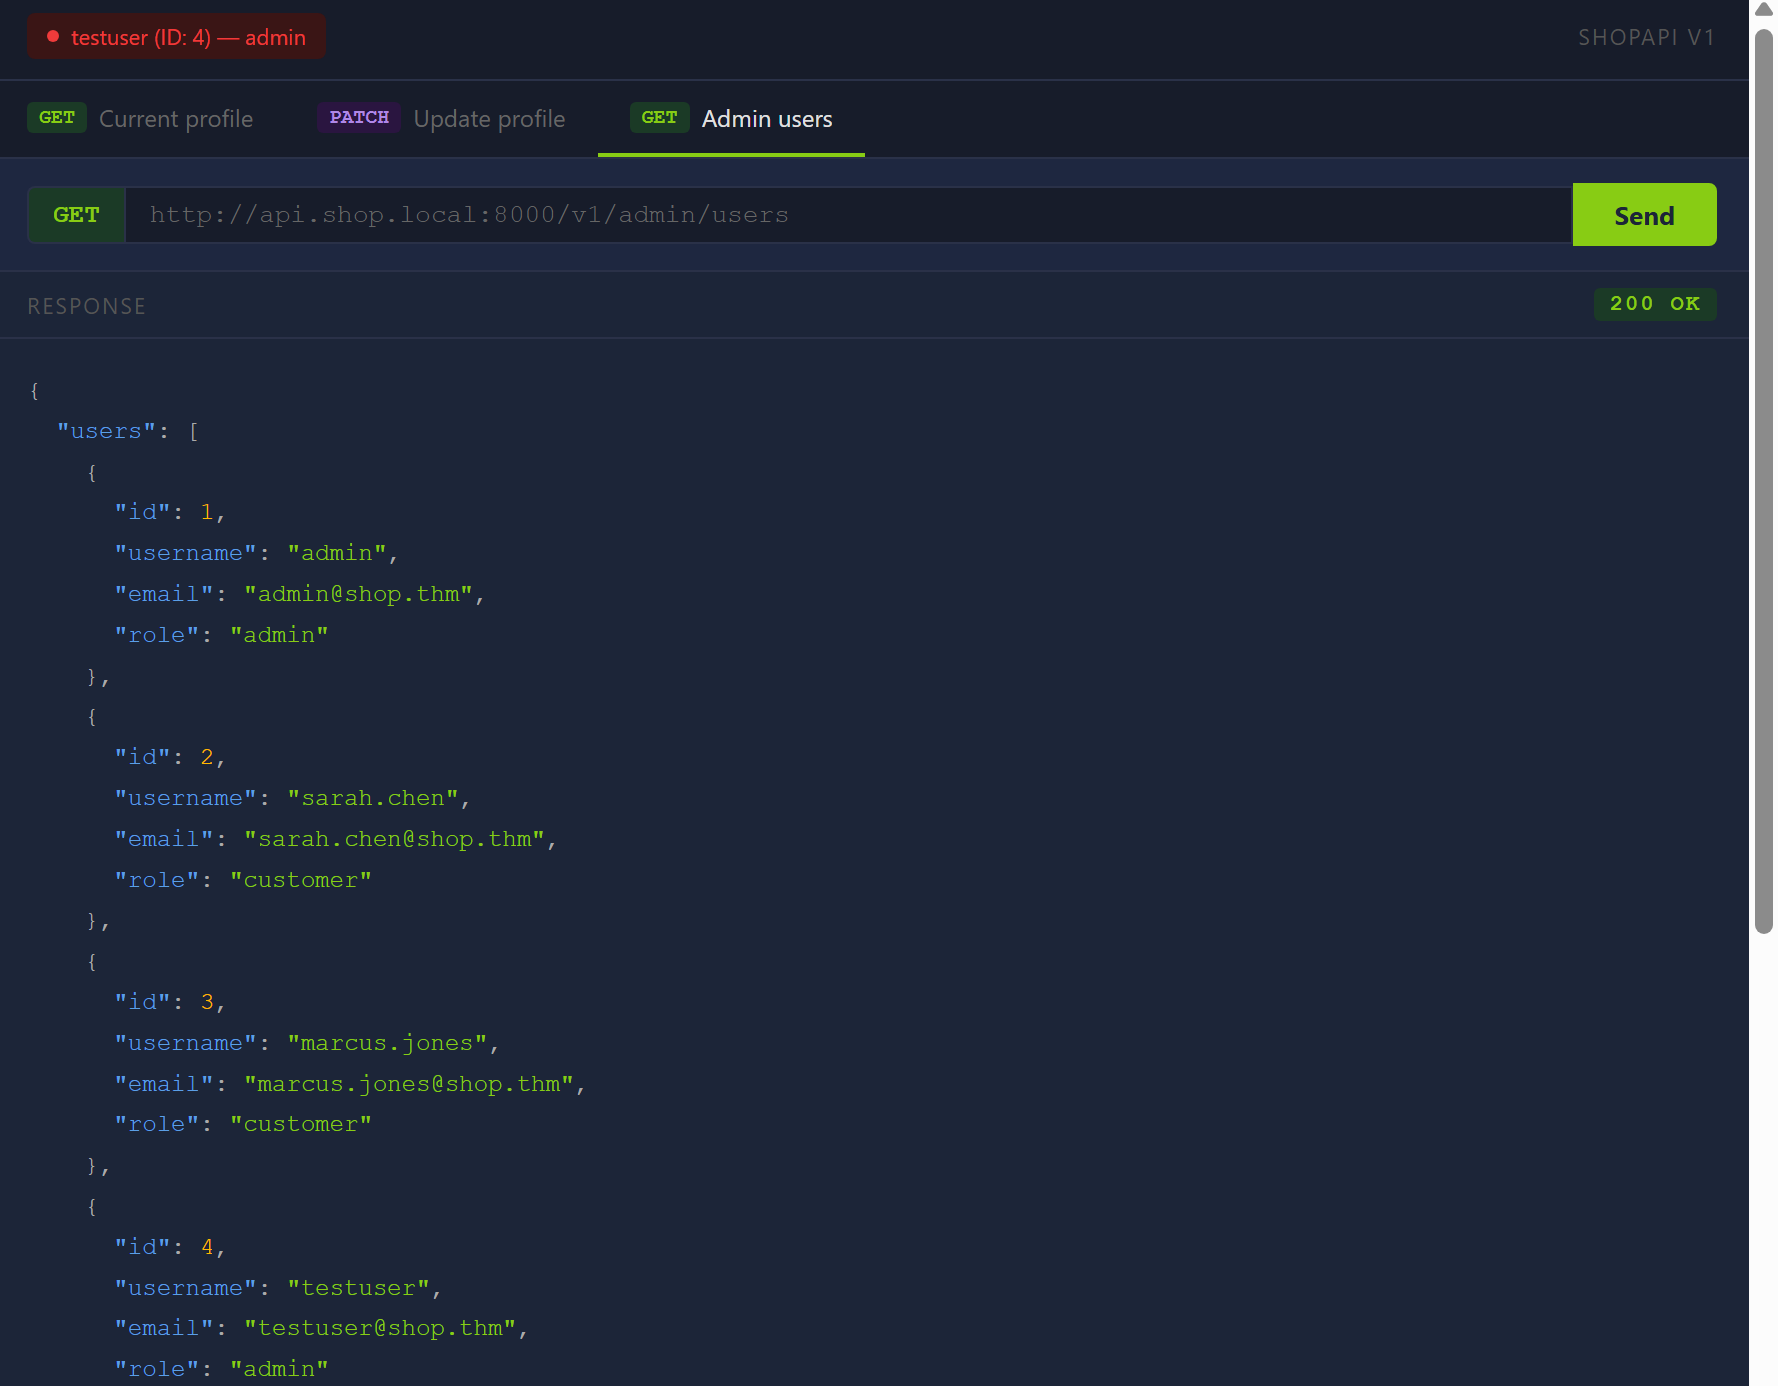 testuser (ID: 4) — admin
SHOPAPI V1
GET Current profile
PATCH Update profile
GET Admin users
GET http://api.shop.local:8000/v1/admin/users Send
RESPONSE
200 OK
{
"users": [
{
"id": 1,
"username": "admin",
"email": "admin@shop.thm",
"role": "admin"
},
{
"id": 2,
"username": "sarah.chen",
"email": "sarah.chen@shop.thm",
"role": "customer"
},
{
"id": 3,
"username": "marcus.jones",
"email": "marcus.jones@shop.thm",
"role": "customer"
},
{
"id": 4,
"username": "testuser",
"email": "testuser@shop.thm",
"role": "admin"